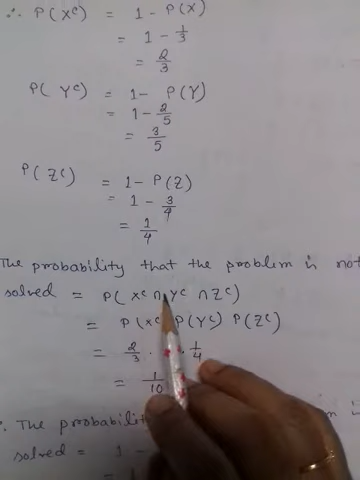 ∴ P(X^c) = 1 - P(X)
= 1 - 1/3
= 2/3
P(Y^c) = 1 - P(Y)
= 1 - 2/5
= 3/5
P(Z^c) = 1 - P(Z)
= 1 - 3/4
= 1/4
The probability that the problem is not
solved = P(X^c ∩ Y^c ∩ Z^c)
= P(X^c) P(Y^c) P(Z^c)
= 2/3 · · 1/4
= 1/10
∴ The probability
solved = 1 -